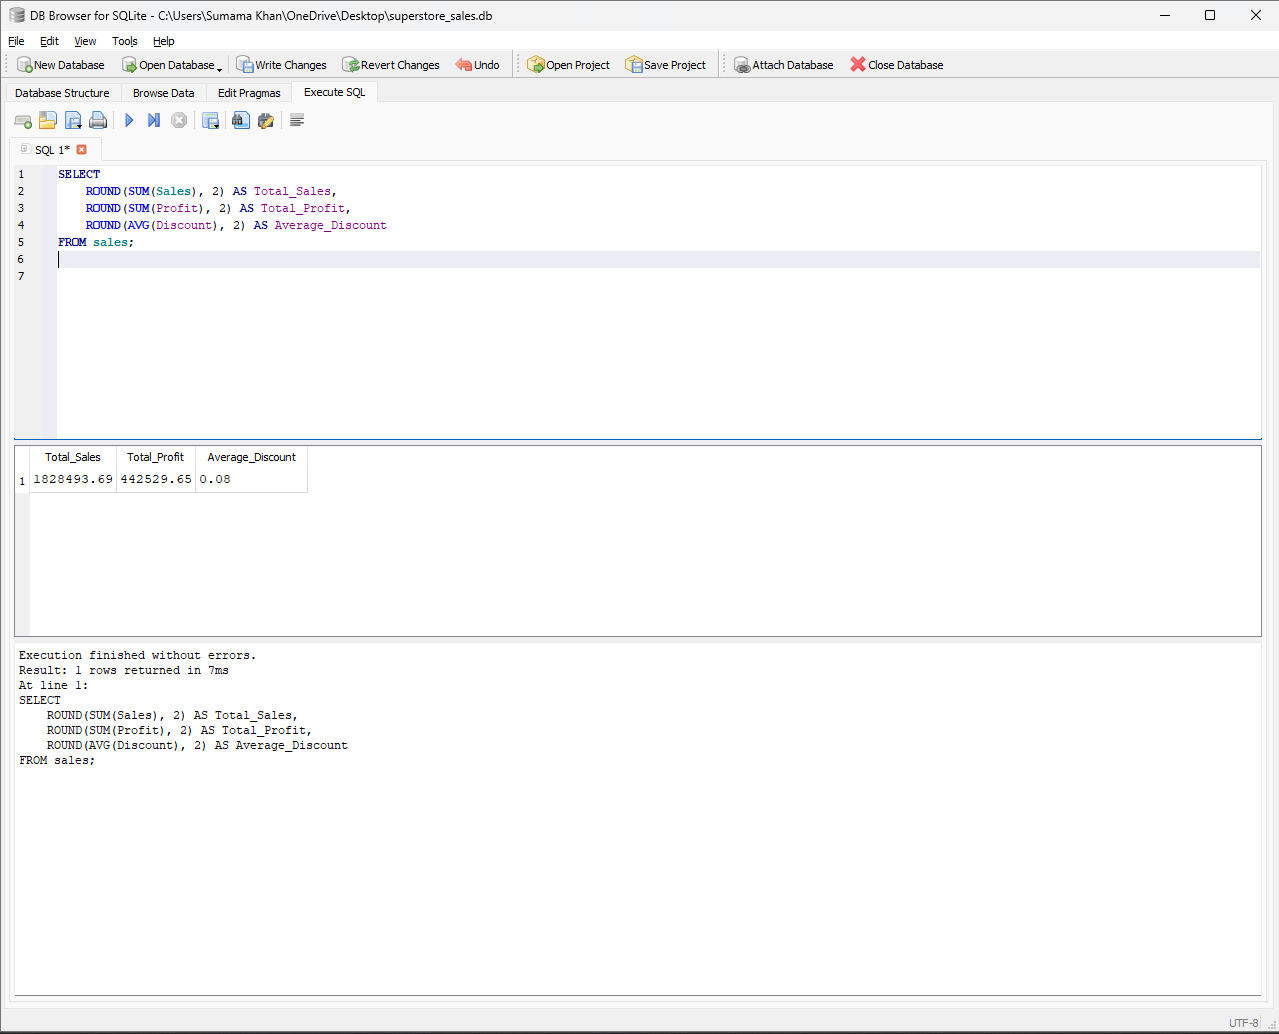 DB Browser for SQLite - C:\Users\Sumama Khan\OneDrive\Desktop\superstore_sales.db
File Edit View Tools Help
New Database Open Database Write Changes Revert Changes Undo Open Project Save Project Attach Database Close Database
Database Structure Browse Data Edit Pragmas Execute SQL
SQL 1*
1 SELECT
2 ROUND(SUM(Sales), 2) AS Total_Sales,
3 ROUND(SUM(Profit), 2) AS Total_Profit,
4 ROUND(AVG(Discount), 2) AS Average_Discount
5 FROM sales;
6
7
Total_Sales Total_Profit Average_Discount
1 1828493.69 442529.65 0.08
Execution finished without errors.
Result: 1 rows returned in 7ms
At line 1:
SELECT
ROUND(SUM(Sales), 2) AS Total_Sales,
ROUND(SUM(Profit), 2) AS Total_Profit,
ROUND(AVG(Discount), 2) AS Average_Discount
FROM sales;
UTF-8